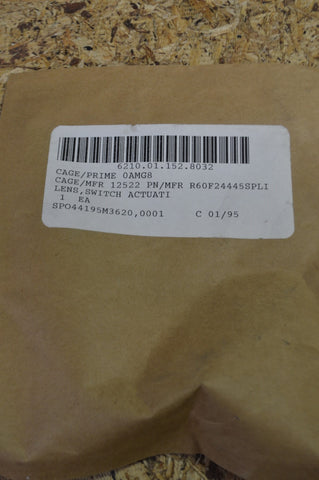 6210.01.152.8032
CAGE/PRIME 0AMG8
CAGE/MFR 12522 PN/MFR R60F24445SPLI
LENS,SWITCH ACTUATI
1 EA
SPO44195M3620,0001 C 01/95